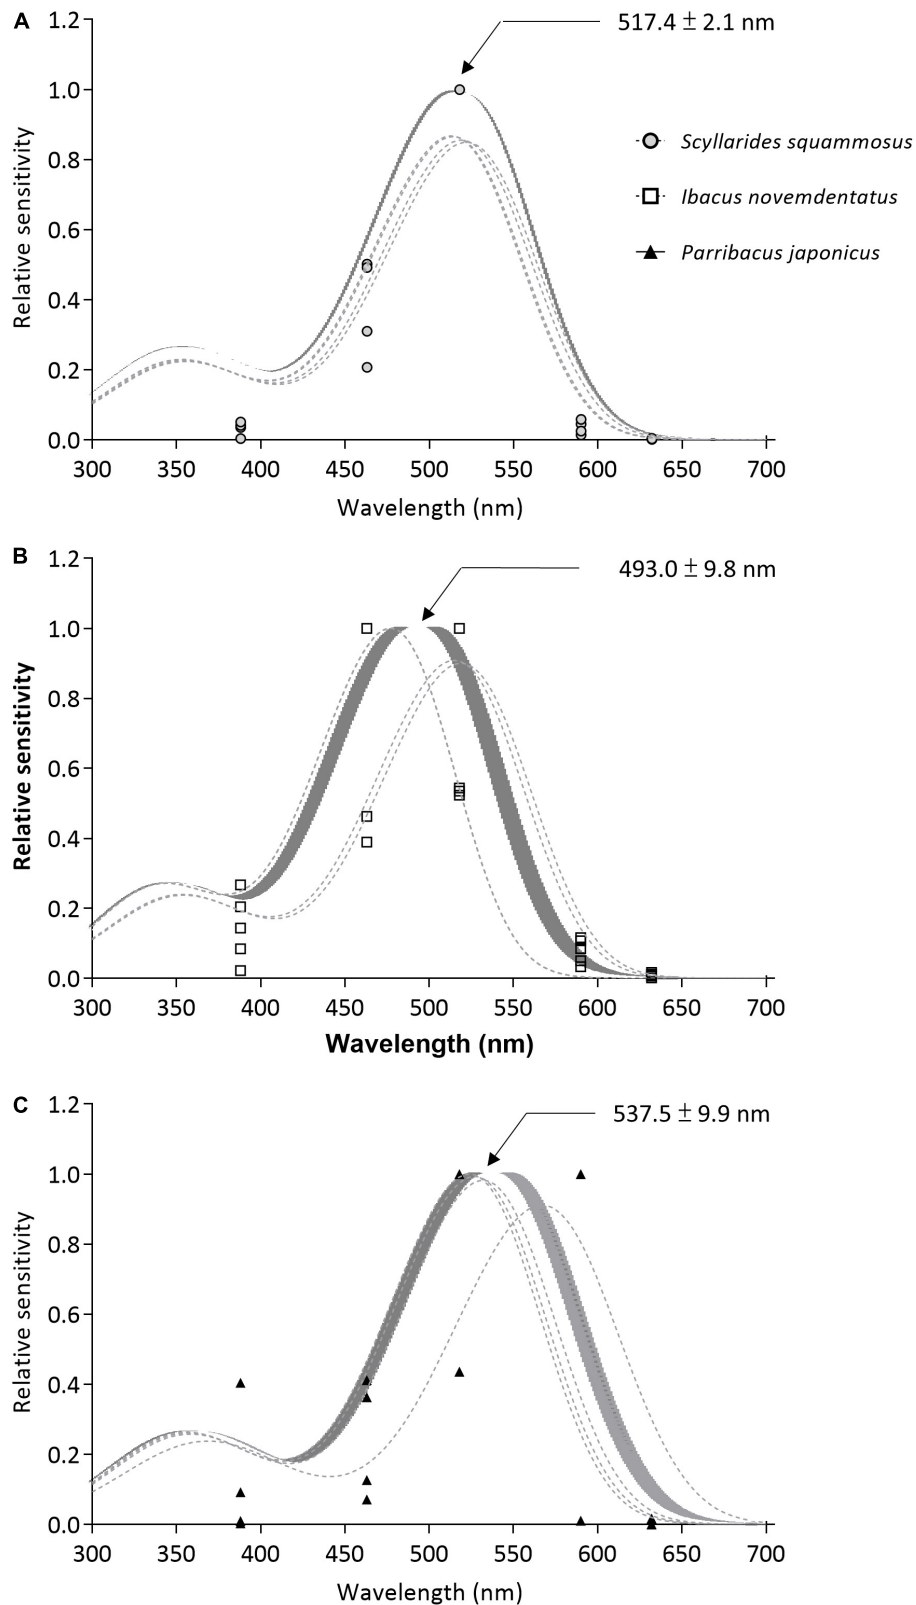 A
1.2
517.4 ± 2.1 nm
1.0
0.8
0.6
0.4
0.2
0.0
Relative sensitivity
Scyllarides squammosus
Ibacus novemdentatus
Parribacus japonicus
300 350 400 450 500 550 600 650 700
Wavelength (nm)
B
1.2
493.0 ± 9.8 nm
1.0
0.8
0.6
0.4
0.2
0.0
Relative sensitivity
300 350 400 450 500 550 600 650 700
Wavelength (nm)
C
1.2
537.5 ± 9.9 nm
1.0
0.8
0.6
0.4
0.2
0.0
Relative sensitivity
300 350 400 450 500 550 600 650 700
Wavelength (nm)